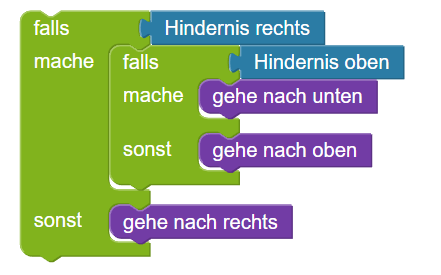 falls Hindernis rechts
mache falls Hindernis oben
mache gehe nach unten
sonst gehe nach oben
sonst gehe nach rechts